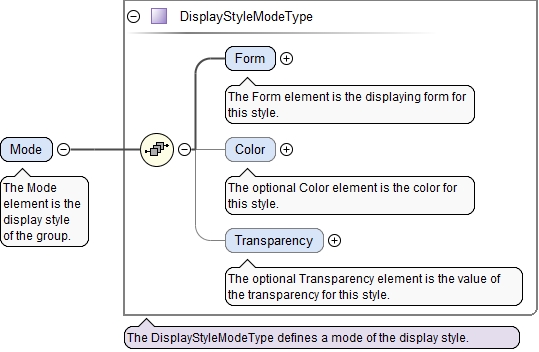 DisplayStyleModeType
Form
The Form element is the displaying form for
this style.
Mode
The Mode
element is the
display style
of the group.
Color
The optional Color element is the color for
this style.
Transparency
The optional Transparency element is the value of
the transparency for this style.
The DisplayStyleModeType defines a mode of the display style.